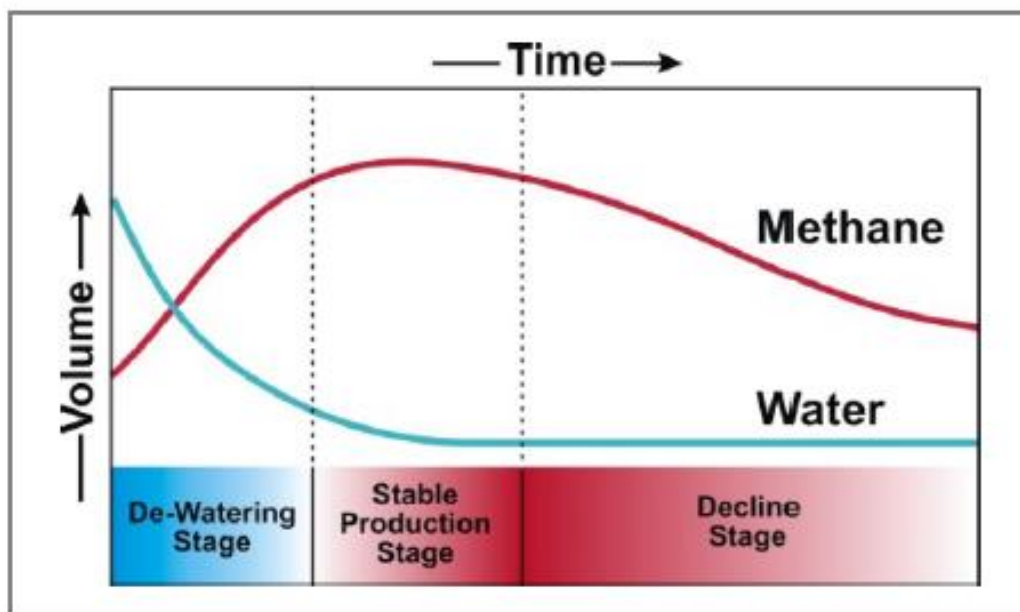 Time
Volume
Methane
Water
De-Watering
Stage
Stable
Production
Stage
Decline
Stage